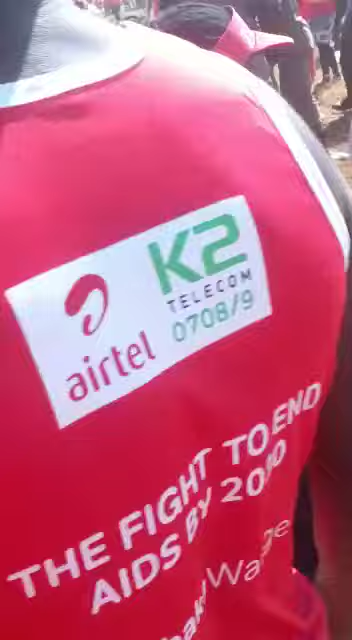 airtel
K2
TELECOM
0708/9
THE FIGHT TO END
AIDS BY 2030